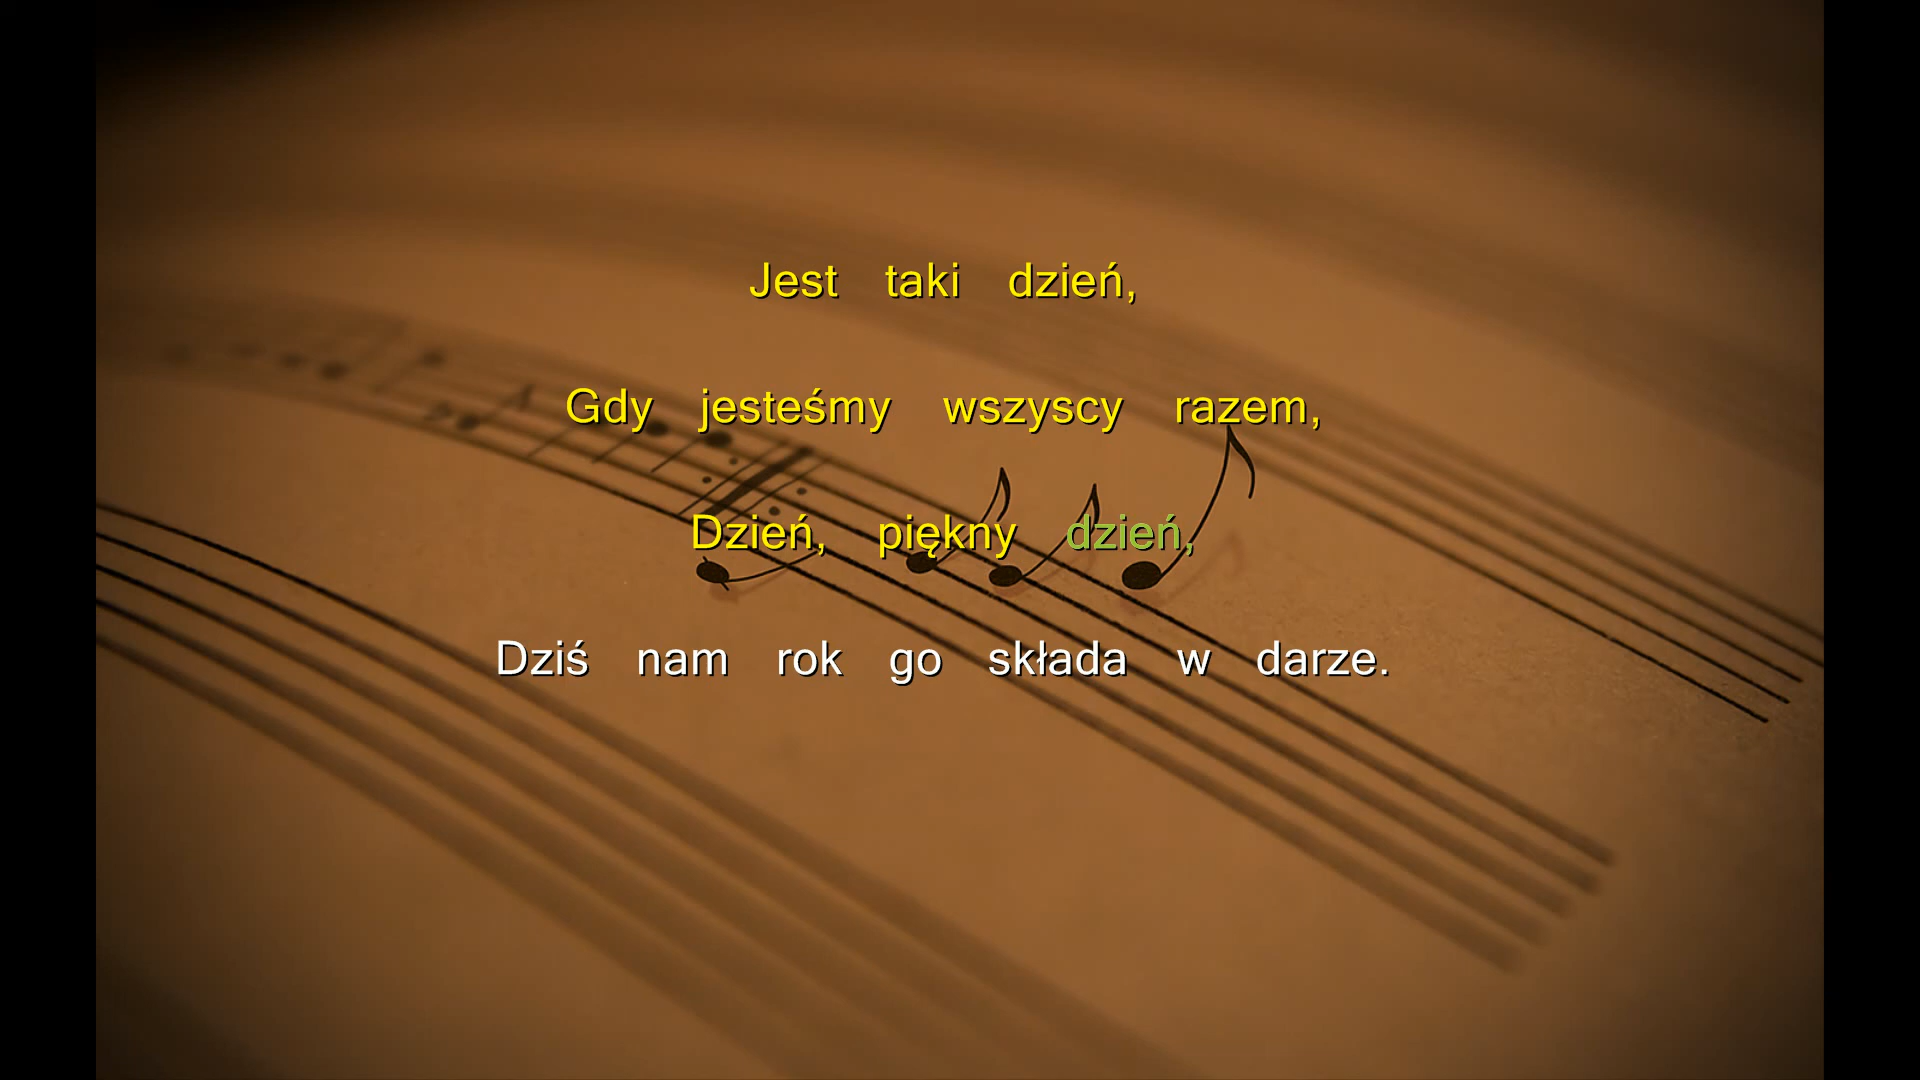 Jest taki dzień,
Gdy jesteśmy wszyscy razem,
Dzień, piękny dzień,
Dziś nam rok go składa w darze.